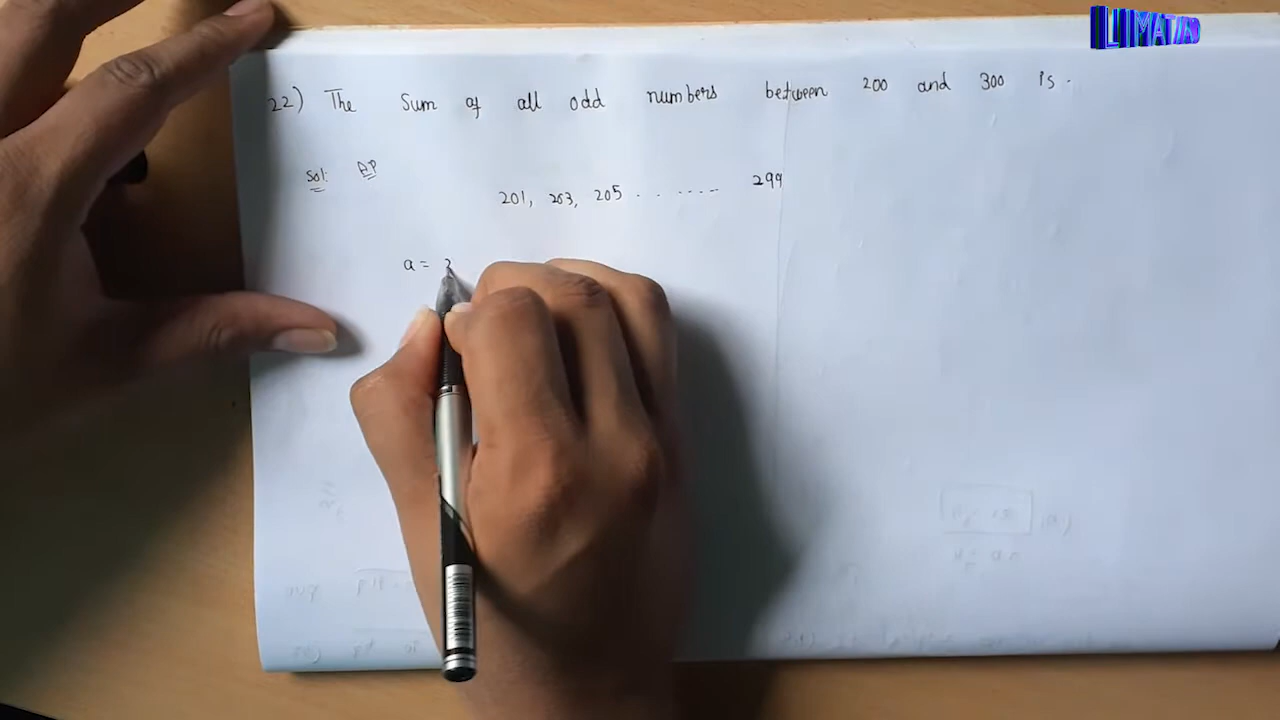 22) The Sum of all odd numbers between 200 and 300 is.
Sol: AP
201, 203, 205 . . ..... 299
a = 2